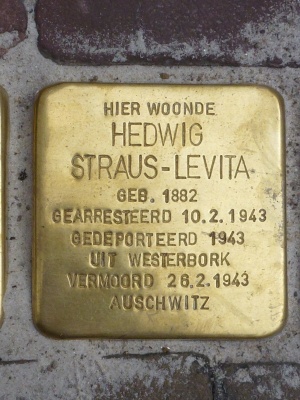 HIER WOONDE
HEDWIG
STRAUS-LEVITA
GEB. 1882
GEARRESTEERD 10.2.1943
GEDEPORTEERD 1943
UIT WESTERBORK
VERMOORD 26.2.1943
AUSCHWITZ